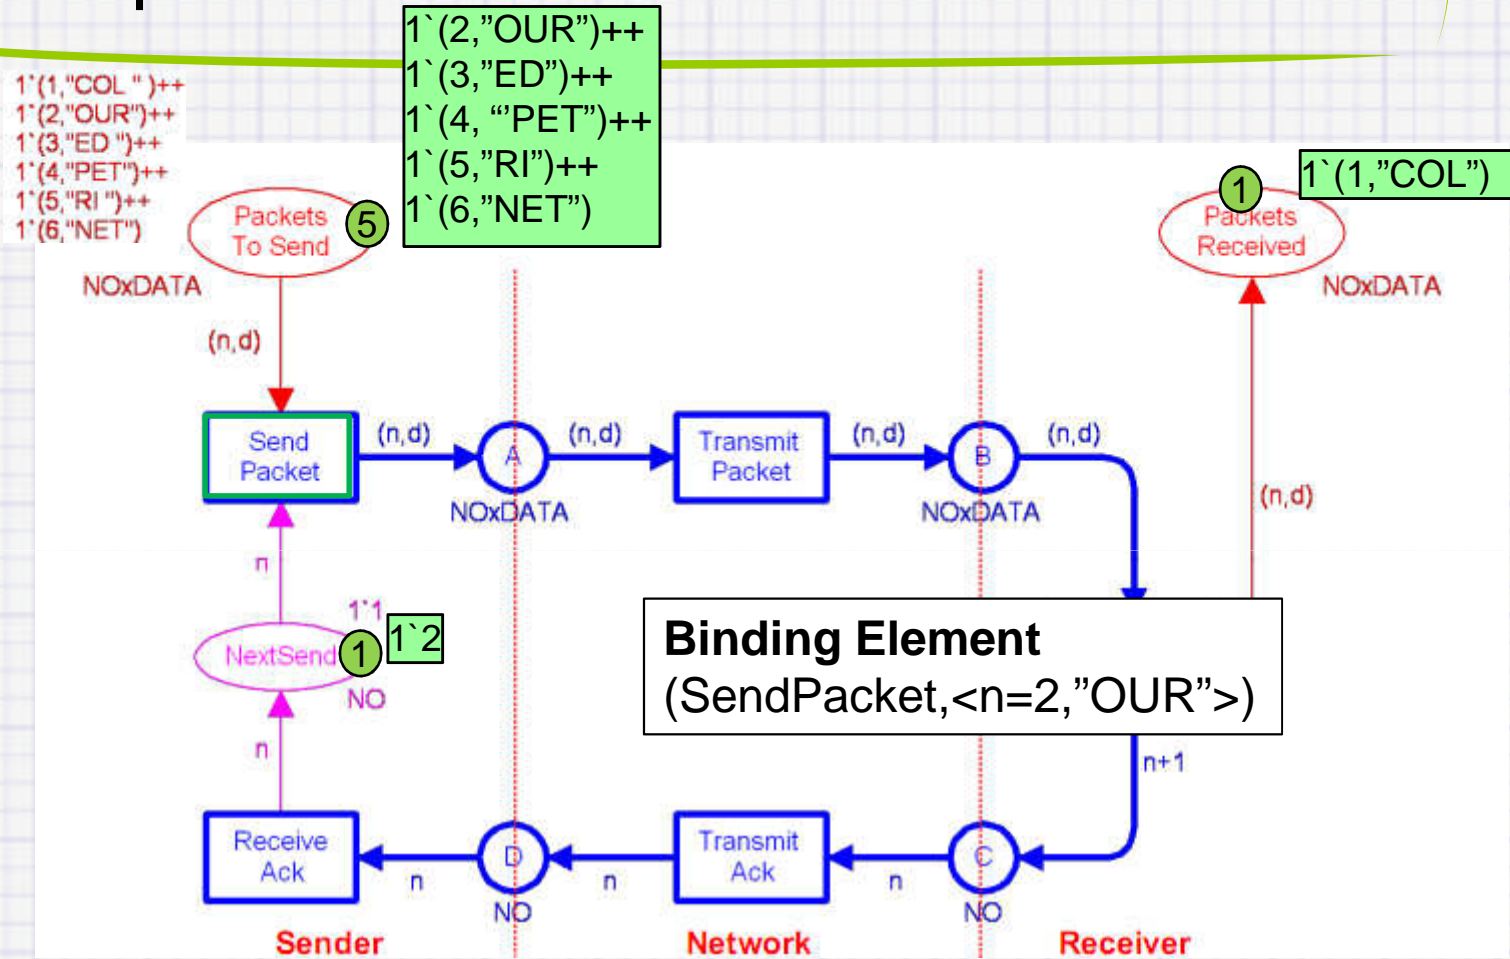 1`(2,”OUR”)++
1`(3,”ED”)++
1`(4, “’PET”)++
1`(5,”RI”)++
1`(6,”NET”)
1`(1,"COL " )++
1`(2,"OUR")++
1`(3,"ED ")++
1`(4,"PET")++
1`(5,"RI ")++
1`(6,"NET")
Packets
To Send
5
NOxDATA
1`(1,”COL”)
1
Packets
Received
NOxDATA
(n,d)
Send
Packet
(n,d)
A
NOxDATA
(n,d)
Transmit
Packet
(n,d)
B
NOxDATA
(n,d)
(n,d)
n
1`1
NextSend
1
1`2
NO
Binding Element
(SendPacket,<n=2,”OUR”>)
n
n+1
Receive
Ack
n
D
NO
n
Transmit
Ack
n
C
NO
Sender
Network
Receiver